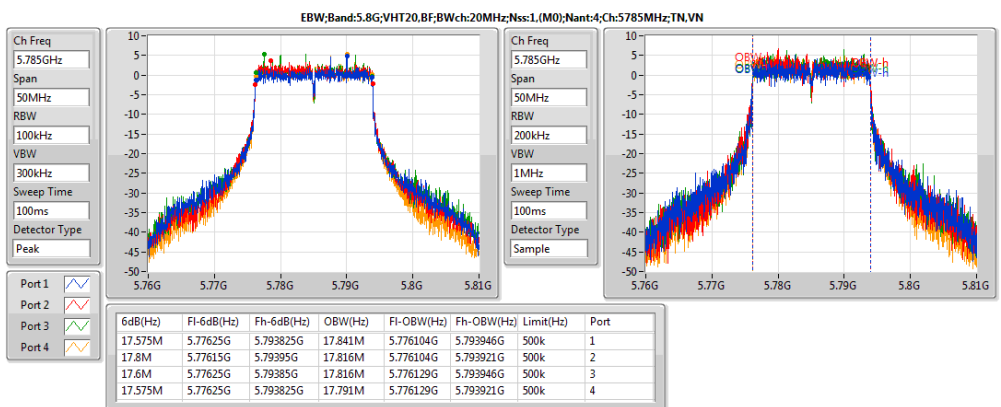 EBW;Band:5.8G;VHT20,BF;BWch:20MHz;Nss:1,(M0);Nant:4;Ch:5785MHz;TN,VN
Ch Freq
5.785GHz
Span
50MHz
RBW
100kHz
VBW
300kHz
Sweep Time
100ms
Detector Type
Peak
10
5
0
-5
-10
-15
-20
-25
-30
-35
-40
-45
-50
5.76G 5.77G 5.78G 5.79G 5.8G 5.81G
Ch Freq
5.785GHz
Span
50MHz
RBW
200kHz
VBW
1MHz
Sweep Time
100ms
Detector Type
Sample
10
5
0
-5
-10
-15
-20
-25
-30
-35
-40
-45
-50
5.76G 5.77G 5.78G 5.79G 5.8G 5.81G
Port 1
Port 2
Port 3
Port 4
6dB(Hz) Fl-6dB(Hz) Fh-6dB(Hz) OBW(Hz) Fl-OBW(Hz) Fh-OBW(Hz) Limit(Hz) Port
17.575M 5.77625G 5.793825G 17.841M 5.776104G 5.793946G 500k 1
17.8M 5.77615G 5.79395G 17.816M 5.776104G 5.793921G 500k 2
17.6M 5.77625G 5.79385G 17.816M 5.776129G 5.793946G 500k 3
17.575M 5.77625G 5.793825G 17.791M 5.776129G 5.793921G 500k 4